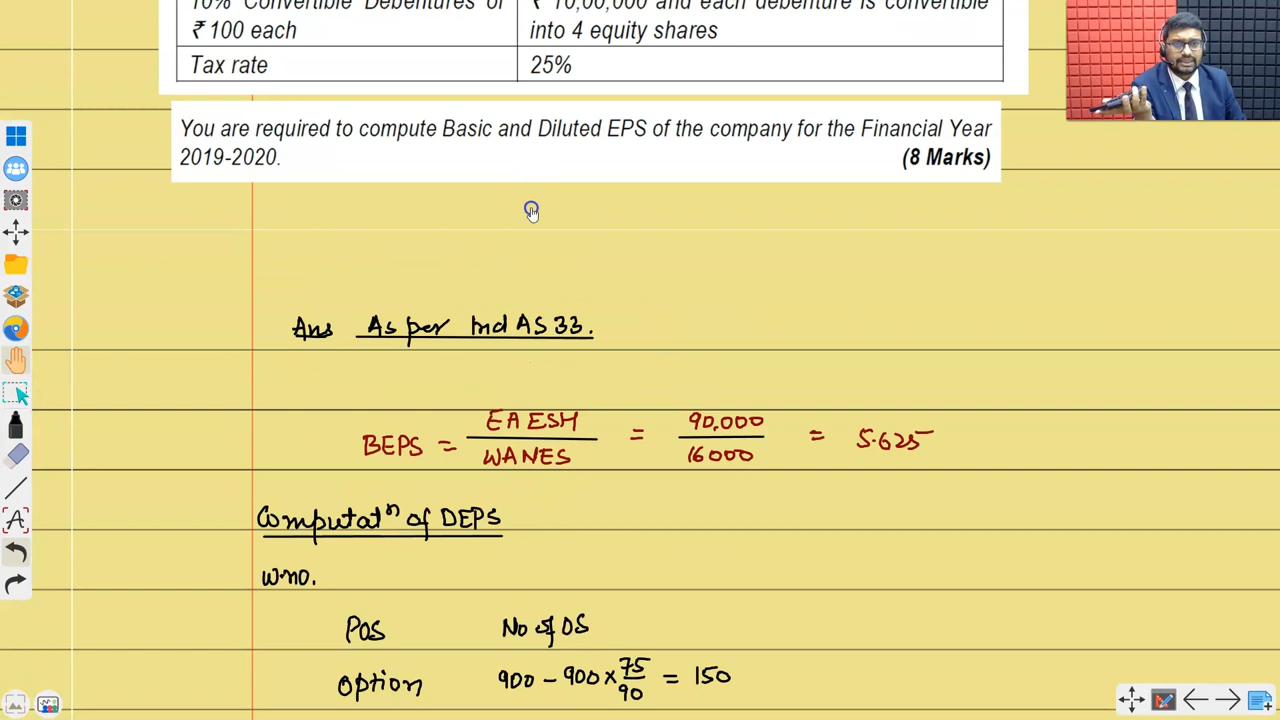 10% Convertible Debentures of ₹ 10,00,000 and each debenture is convertible
₹ 100 each into 4 equity shares
Tax rate 25%
You are required to compute Basic and Diluted EPS of the company for the Financial Year
2019-2020. (8 Marks)
Ans As per Ind AS 33.
BEPS = EAESH / WANES = 90,000 / 16000 = 5.625
Computatⁿ of DEPS
W.no.
POS No of OS
Option 900 - 900 × 75/90 = 150